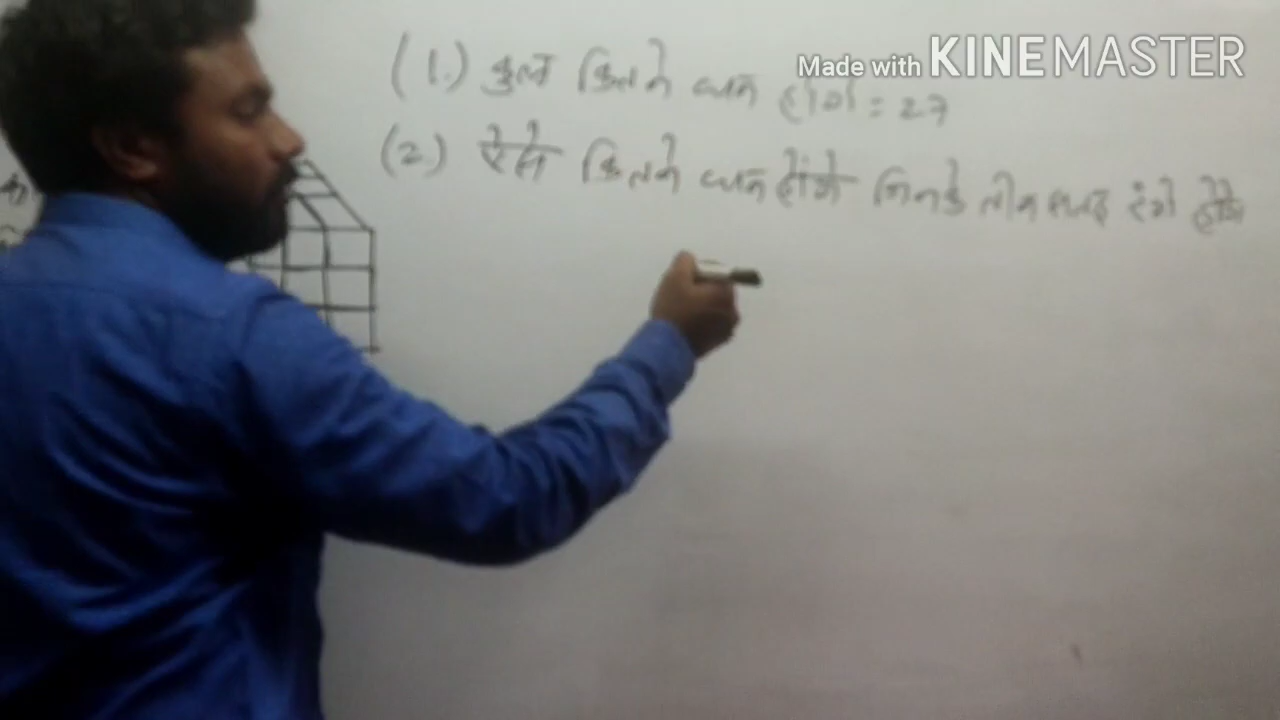 Made with KINEMASTER
(1.) कुल कितने घन होंगे = 27
(2.) ऐसे कितने घन होंगे जिनके तीन सतह रंगे होंगे